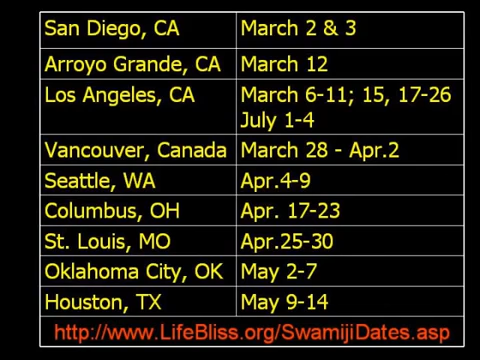 San Diego, CA March 2 & 3
Arroyo Grande, CA March 12
Los Angeles, CA March 6-11; 15, 17-26
July 1-4
Vancouver, Canada March 28 - Apr.2
Seattle, WA Apr.4-9
Columbus, OH Apr. 17-23
St. Louis, MO Apr.25-30
Oklahoma City, OK May 2-7
Houston, TX May 9-14
http://www.LifeBliss.org/SwamijiDates.asp